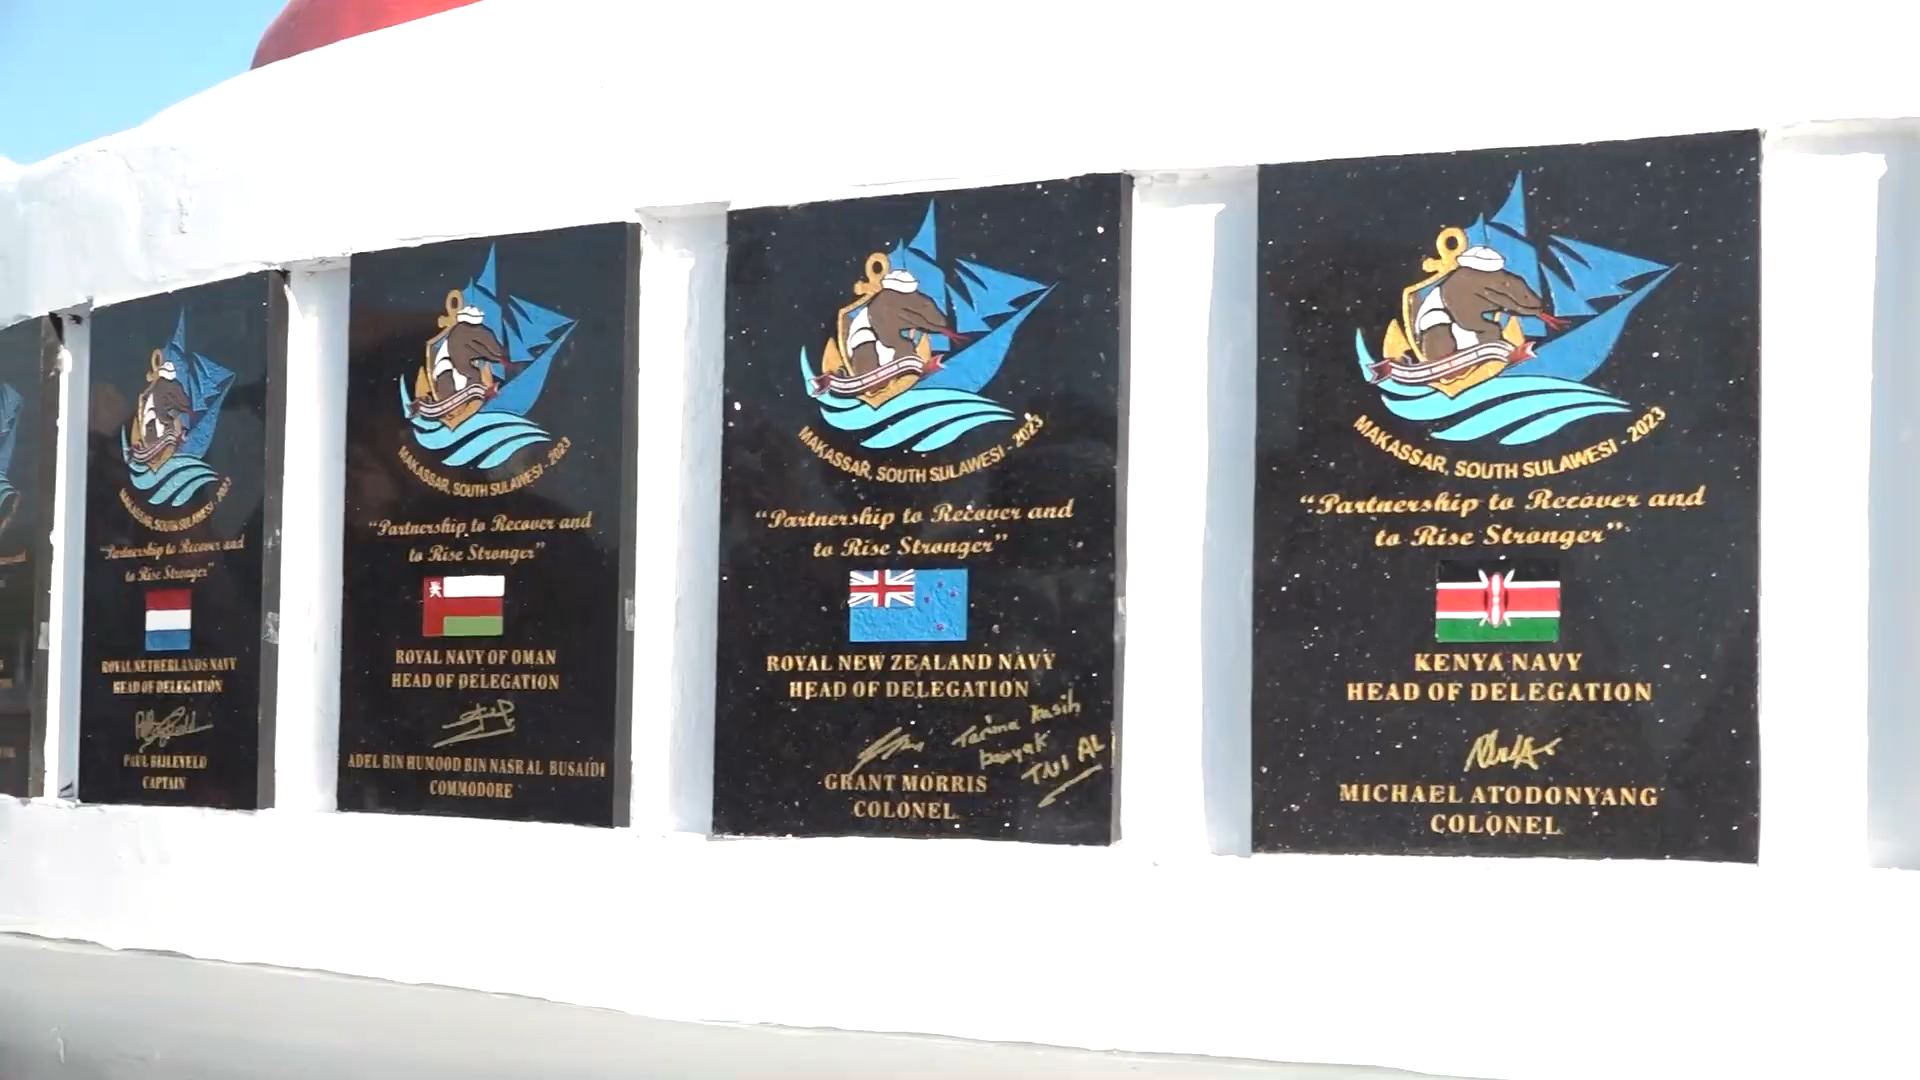 MAKASSAR, SOUTH SULAWESI - 2023
"Partnership to Recover and
to Rise Stronger"
ROYAL NETHERLANDS NAVY
HEAD OF DELEGATION
PAUL BIJLEVELD
CAPTAIN
MAKASSAR, SOUTH SULAWESI - 2023
"Partnership to Recover and
to Rise Stronger"
ROYAL NAVY OF OMAN
HEAD OF DELEGATION
ADEL BIN HUMOOD BIN NASR AL BUSAIDI
COMMODORE
MAKASSAR, SOUTH SULAWESI - 2023
"Partnership to Recover and
to Rise Stronger"
ROYAL NEW ZEALAND NAVY
HEAD OF DELEGATION
Terima kasih
banyak
TNI AL
GRANT MORRIS
COLONEL
MAKASSAR, SOUTH SULAWESI - 2023
"Partnership to Recover and
to Rise Stronger"
KENYA NAVY
HEAD OF DELEGATION
MICHAEL ATODONYANG
COLONEL